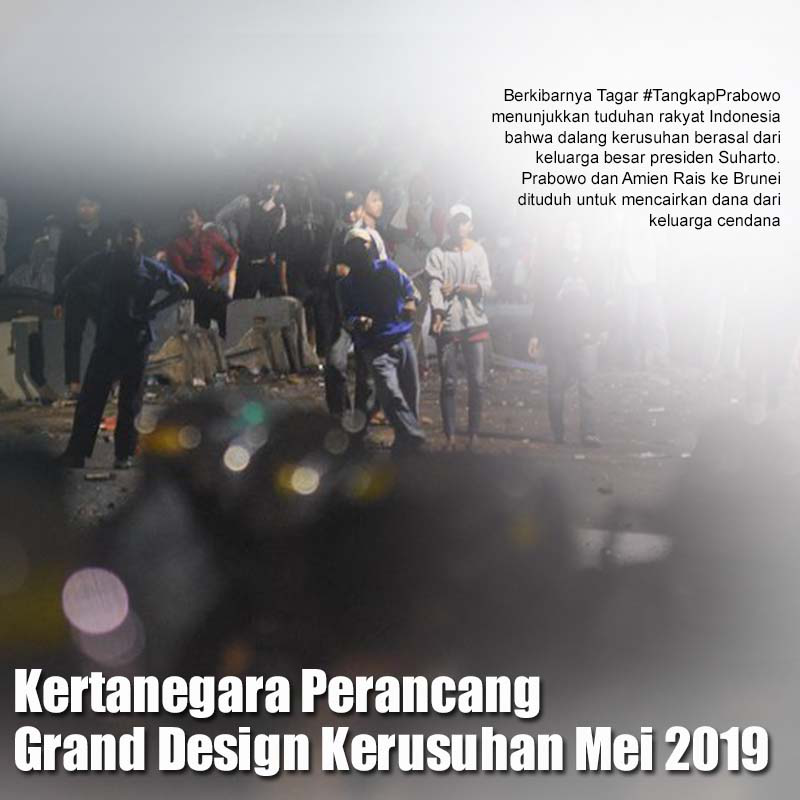 Berkibarnya Tagar #TangkapPrabowo
menunjukkan tuduhan rakyat Indonesia
bahwa dalang kerusuhan berasal dari
keluarga besar presiden Suharto.
Prabowo dan Amien Rais ke Brunei
dituduh untuk mencairkan dana dari
keluarga cendana
Kertanegara Perancang
Grand Design Kerusuhan Mei 2019